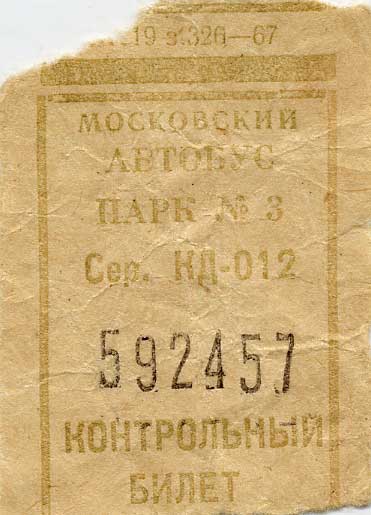 19 з.326—67
МОСКОВСКИЙ
АВТОБУС
ПАРК № 3
Сер. КД-012
592457
КОНТРОЛЬНЫЙ
БИЛЕТ